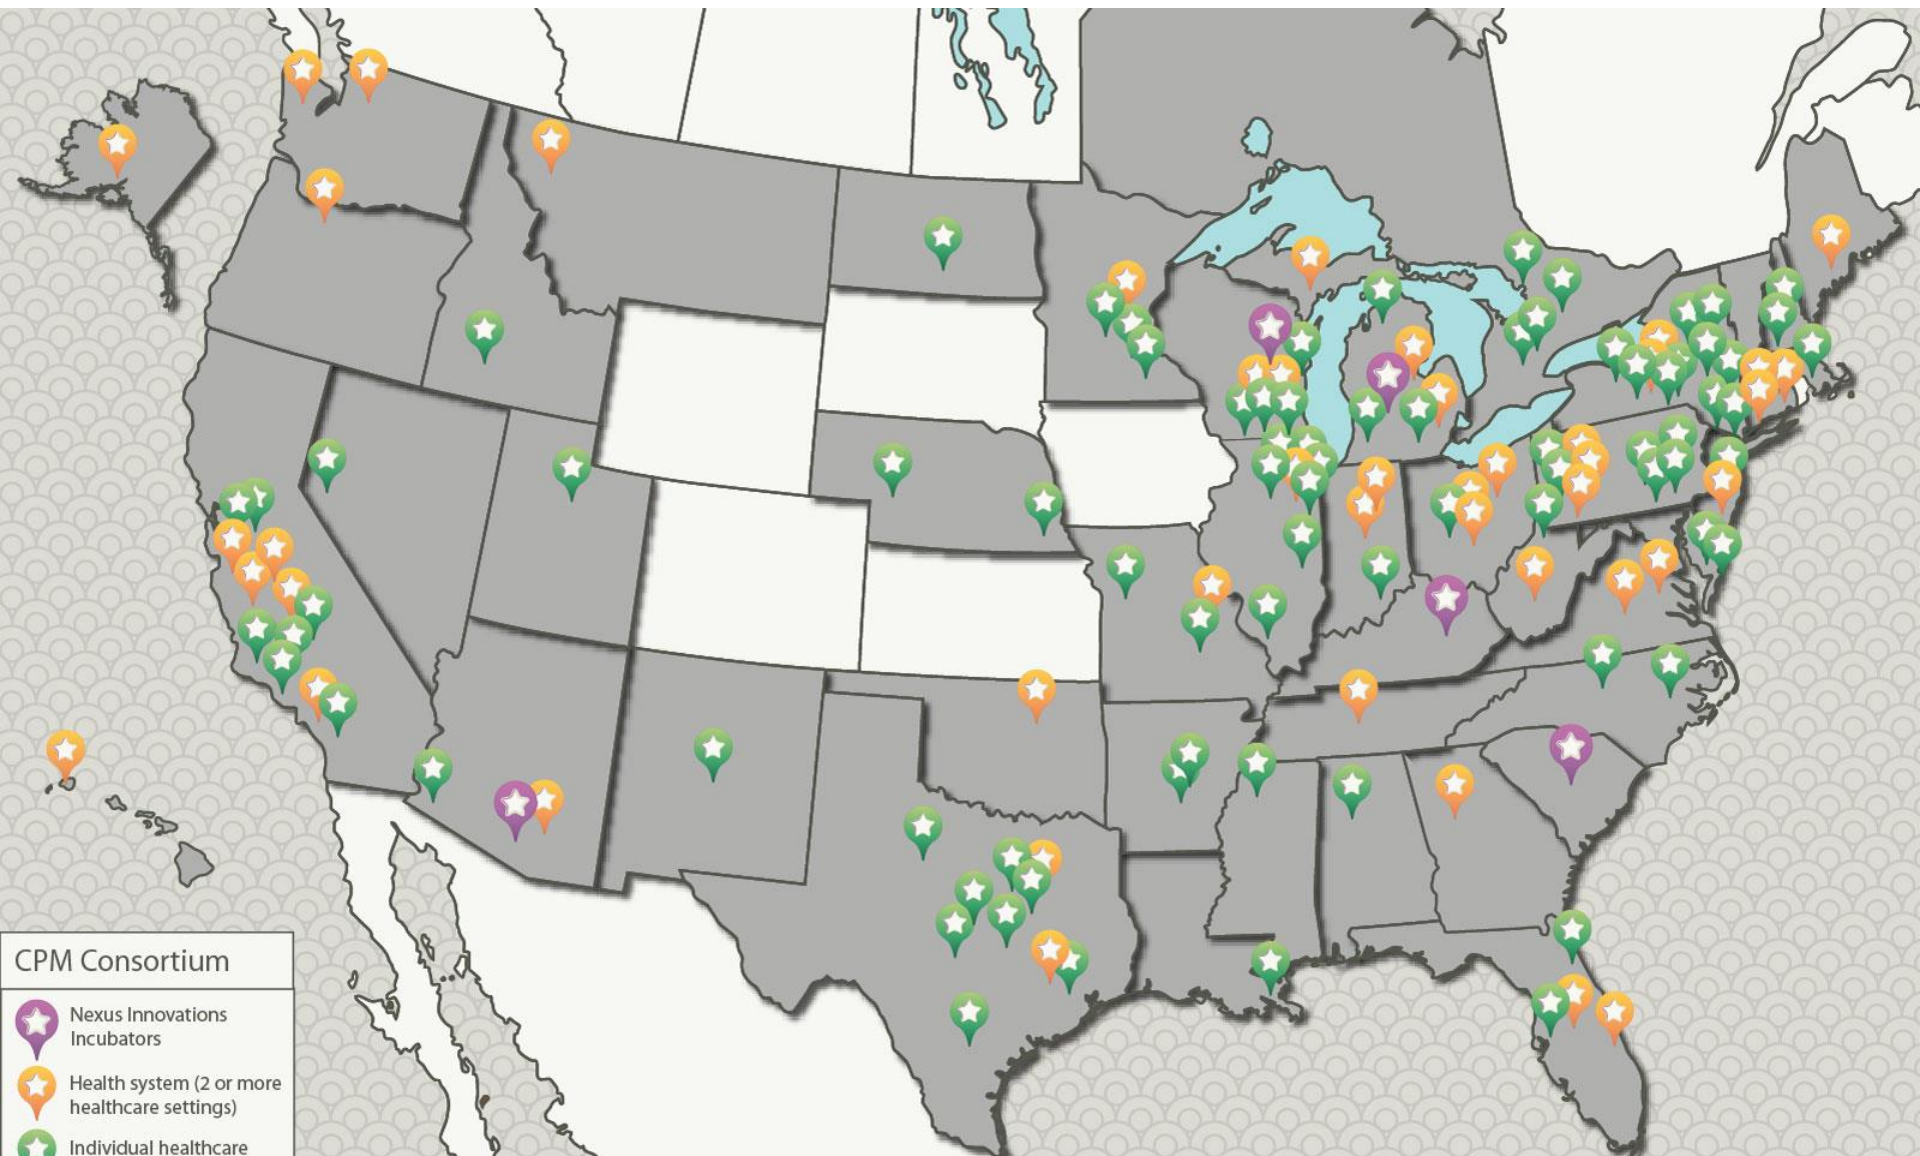 CPM Consortium
Nexus Innovations
Incubators
Health system (2 or more
healthcare settings)
Individual healthcare